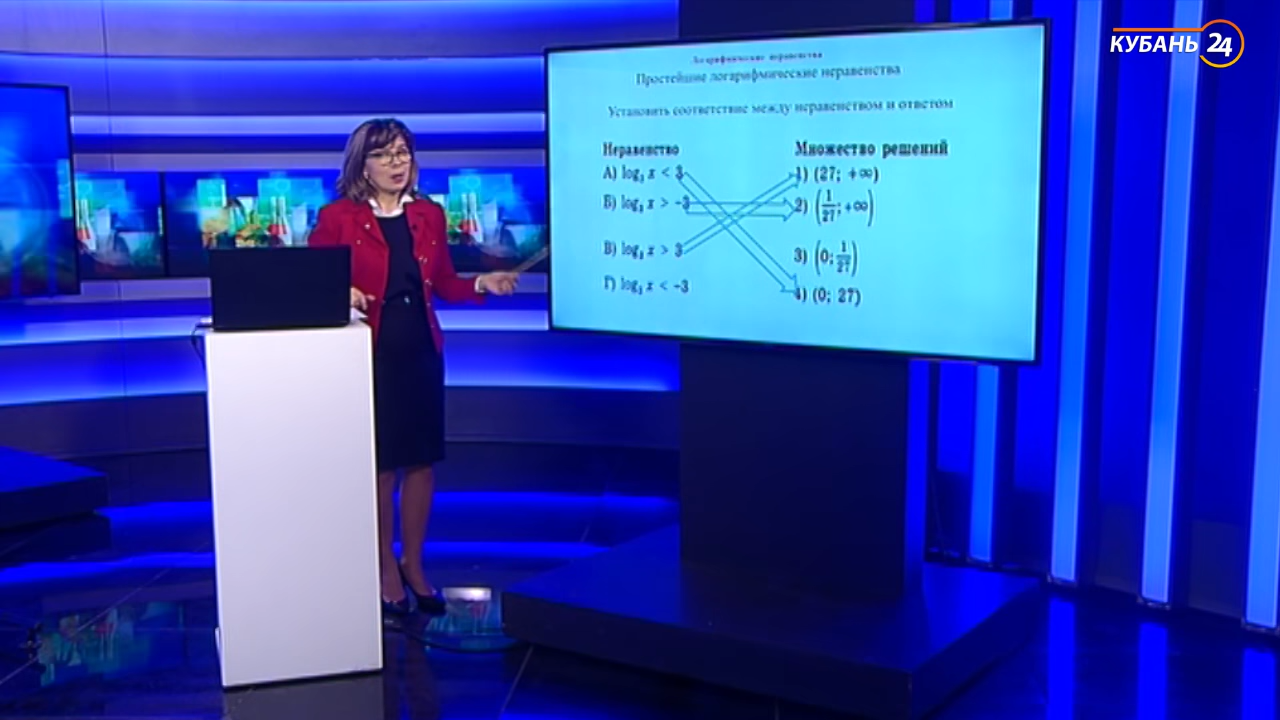 КУБАНЬ 24
Логарифмические неравенства
Простейшие логарифмические неравенства
Установить соответствие между неравенством и ответом
Неравенство Множество решений
А) log₃ x < 3 1) (27; +∞)
Б) log₃ x > -3 2) (1/27; +∞)
В) log₃ x > 3 3) (0; 1/27)
Г) log₃ x < -3 4) (0; 27)